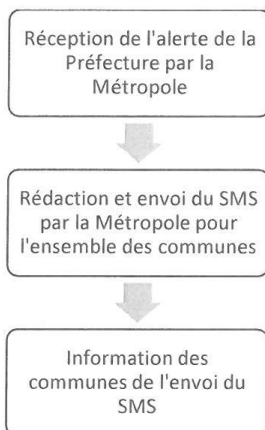 Réception de l'alerte de la
Préfecture par la
Métropole
Rédaction et envoi du SMS
par la Métropole pour
l'ensemble des communes
Information des
communes de l'envoi du
SMS